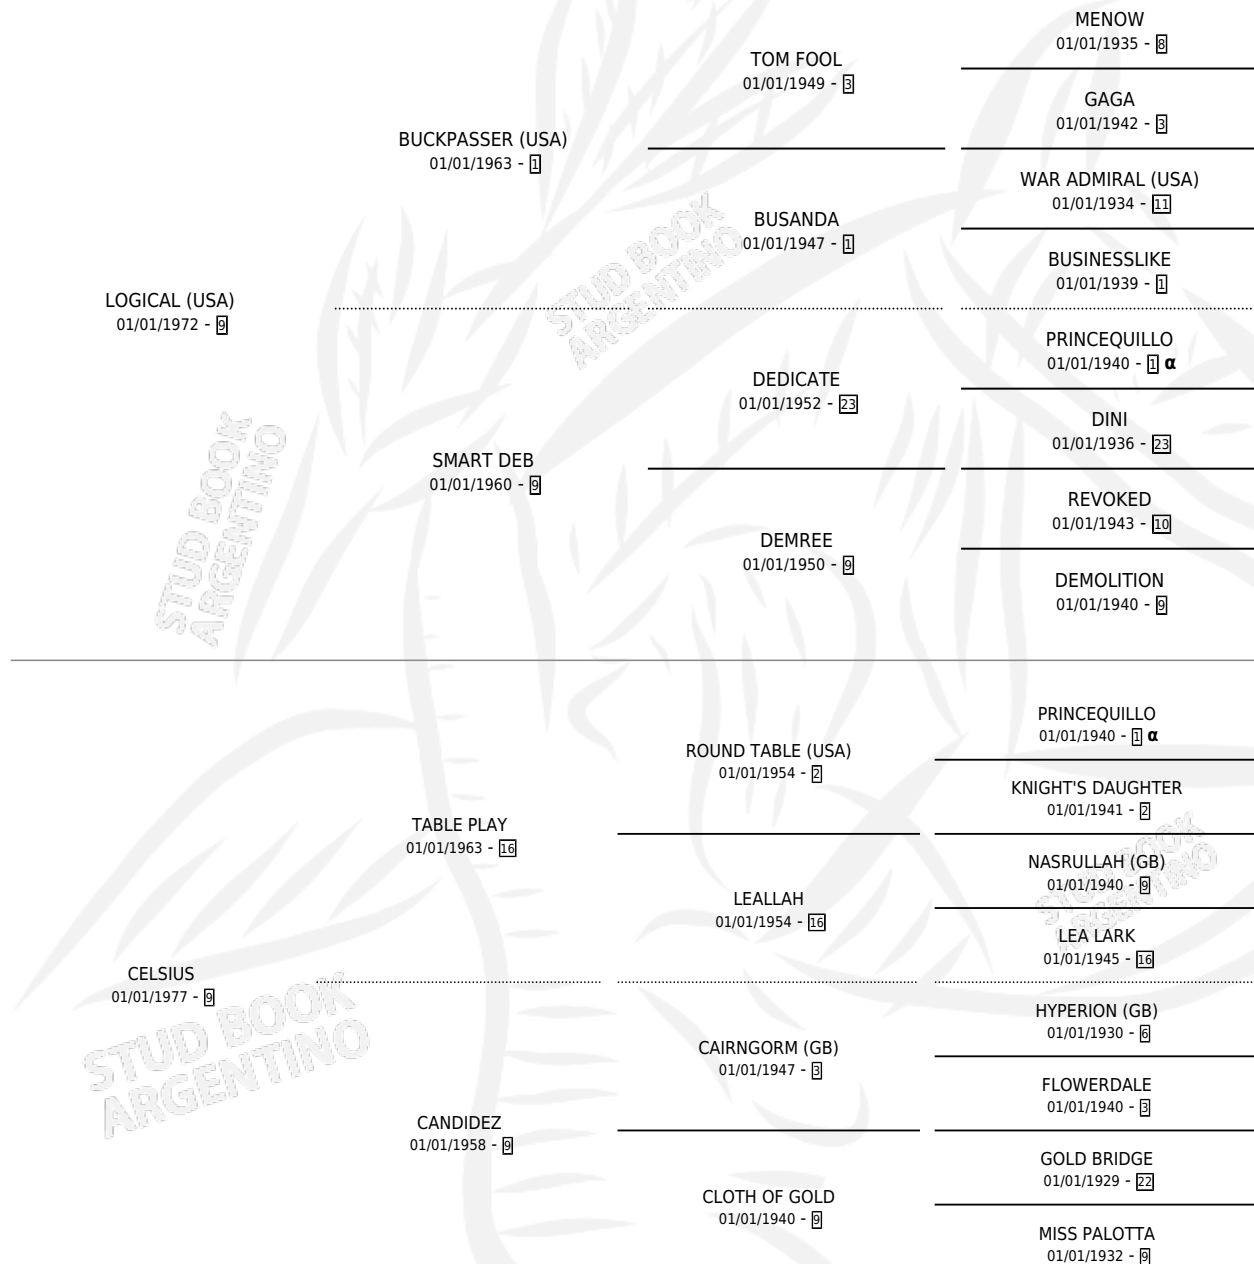 MENOW
01/01/1935 - 8
TOM FOOL
01/01/1949 - 3
GAGA
01/01/1942 - 3
BUCKPASSER (USA)
01/01/1963 - 1
WAR ADMIRAL (USA)
01/01/1934 - 11
BUSANDA
01/01/1947 - 1
BUSINESSLIKE
01/01/1939 - 1
LOGICAL (USA)
01/01/1972 - 9
PRINCEQUILLO
01/01/1940 - 1 α
DEDICATE
01/01/1952 - 23
DINI
01/01/1936 - 23
SMART DEB
01/01/1960 - 9
REVOKED
01/01/1943 - 10
DEMREE
01/01/1950 - 9
DEMOLITION
01/01/1940 - 9
STUD BOOK
ARGENTINO
STUD BOOK
ARGENTINO
PRINCEQUILLO
01/01/1940 - 1 α
ROUND TABLE (USA)
01/01/1954 - 2
KNIGHT'S DAUGHTER
01/01/1941 - 2
TABLE PLAY
01/01/1963 - 16
NASRULLAH (GB)
01/01/1940 - 9
LEALLAH
01/01/1954 - 16
LEA LARK
01/01/1945 - 16
CELSIUS
01/01/1977 - 9
HYPERION (GB)
01/01/1930 - 6
CAIRNGORM (GB)
01/01/1947 - 3
FLOWERDALE
01/01/1940 - 3
CANDIDEZ
01/01/1958 - 9
GOLD BRIDGE
01/01/1929 - 22
CLOTH OF GOLD
01/01/1940 - 9
MISS PALOTTA
01/01/1932 - 9
STUD BOOK
ARGENTINO
STUD BOOK
ARGENTINO